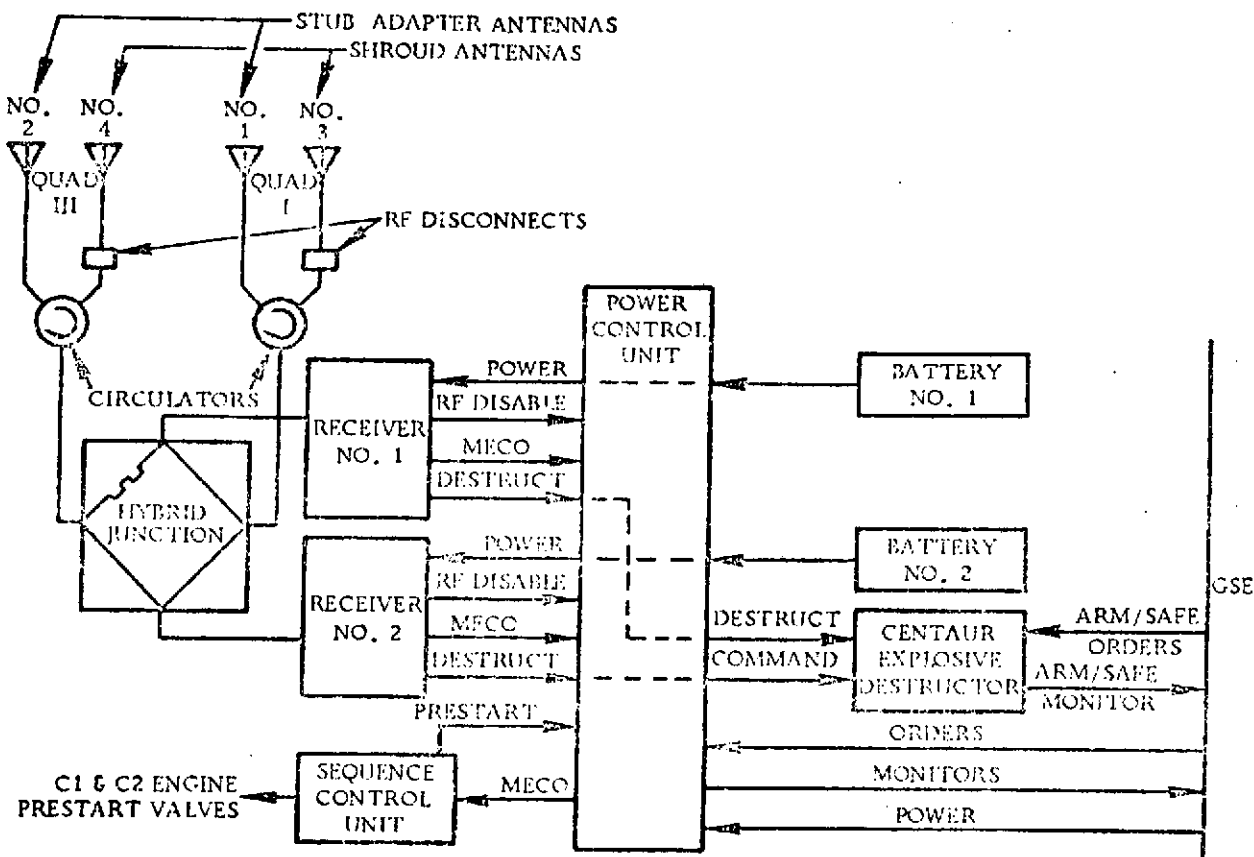 STUB ADAPTER ANTENNAS
SHROUD ANTENNAS
NO. 2
NO. 4
NO. 1
NO. 3
QUAD III
QUAD I
RF DISCONNECTS
CIRCULATORS
HYBRID JUNCTION
RECEIVER NO. 1
POWER
RF DISABLE
MECO
DESTRUCT
RECEIVER NO. 2
POWER
RF DISABLE
MECO
DESTRUCT
PRESTART
SEQUENCE CONTROL UNIT
MECO
C1 & C2 ENGINE
PRESTART VALVES
POWER CONTROL UNIT
BATTERY NO. 1
BATTERY NO. 2
DESTRUCT
COMMAND
CENTAUR EXPLOSIVE DESTRUCTOR
ARM/SAFE
ORDERS
ARM/SAFE
MONITOR
ORDERS
MONITORS
POWER
GSE